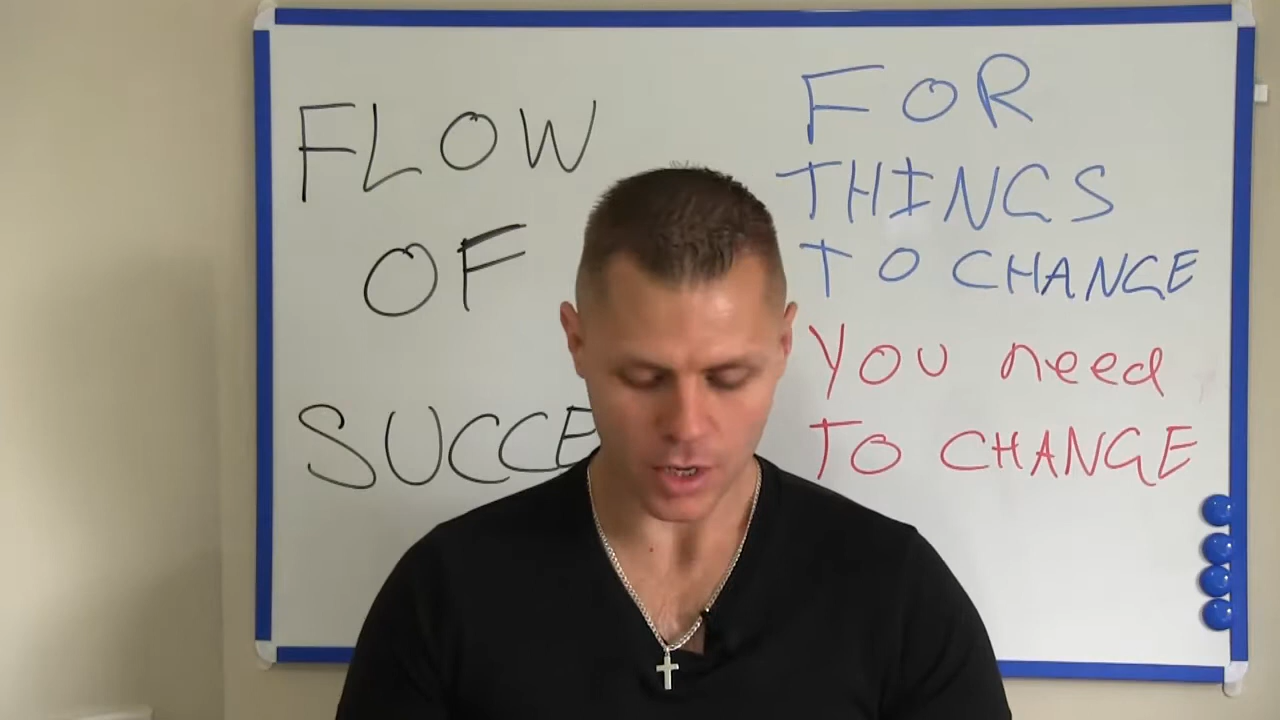 FLOW
OF
SUCCE
FOR
THINGS
TO CHANGE
YOU need
TO CHANGE